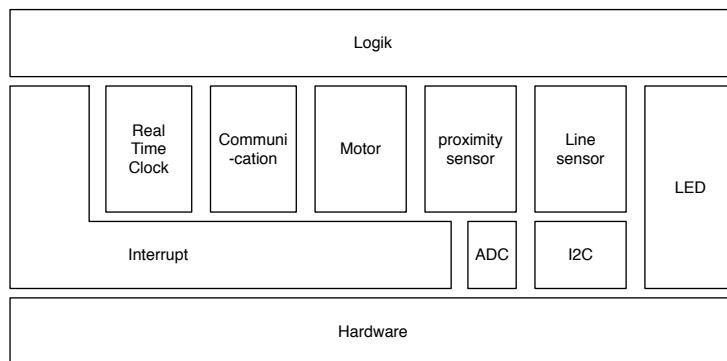 Logik
Real
Time
Clock
Communi
-cation
Motor
proximity
sensor
Line
sensor
LED
Interrupt
ADC
I2C
Hardware